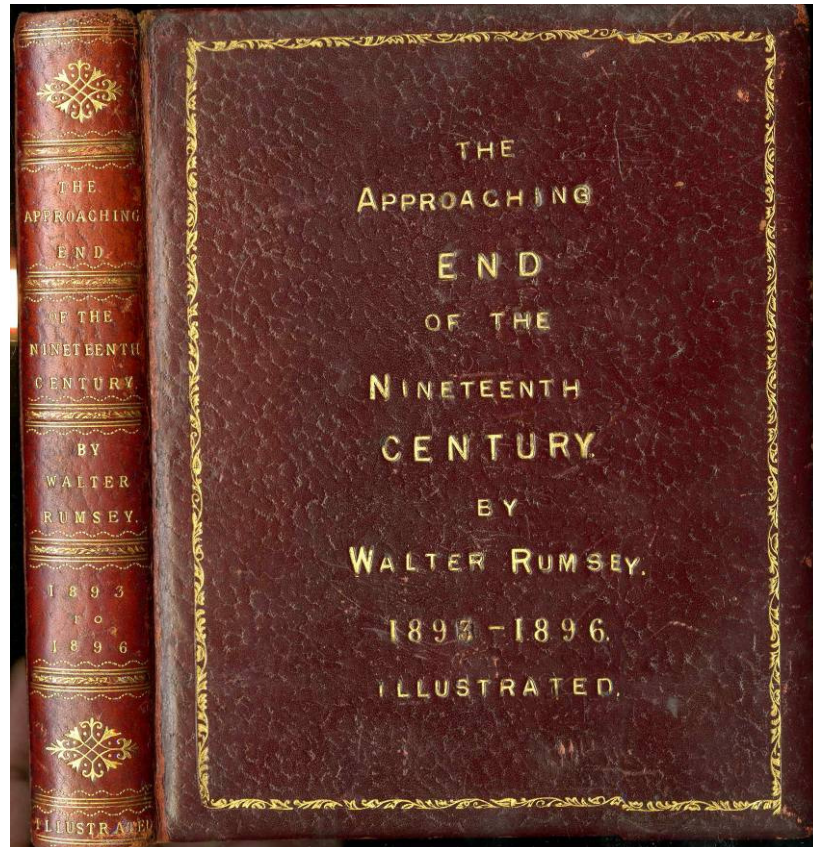 THE
APPROACHING
END
OF THE
NINETEENTH
CENTURY.
BY
WALTER
RUMSEY.
1893
TO
1896
ILLUSTRATED
THE
APPROACHING
END
OF THE
NINETEENTH
CENTURY.
BY
WALTER RUMSEY.
1893-1896.
ILLUSTRATED.